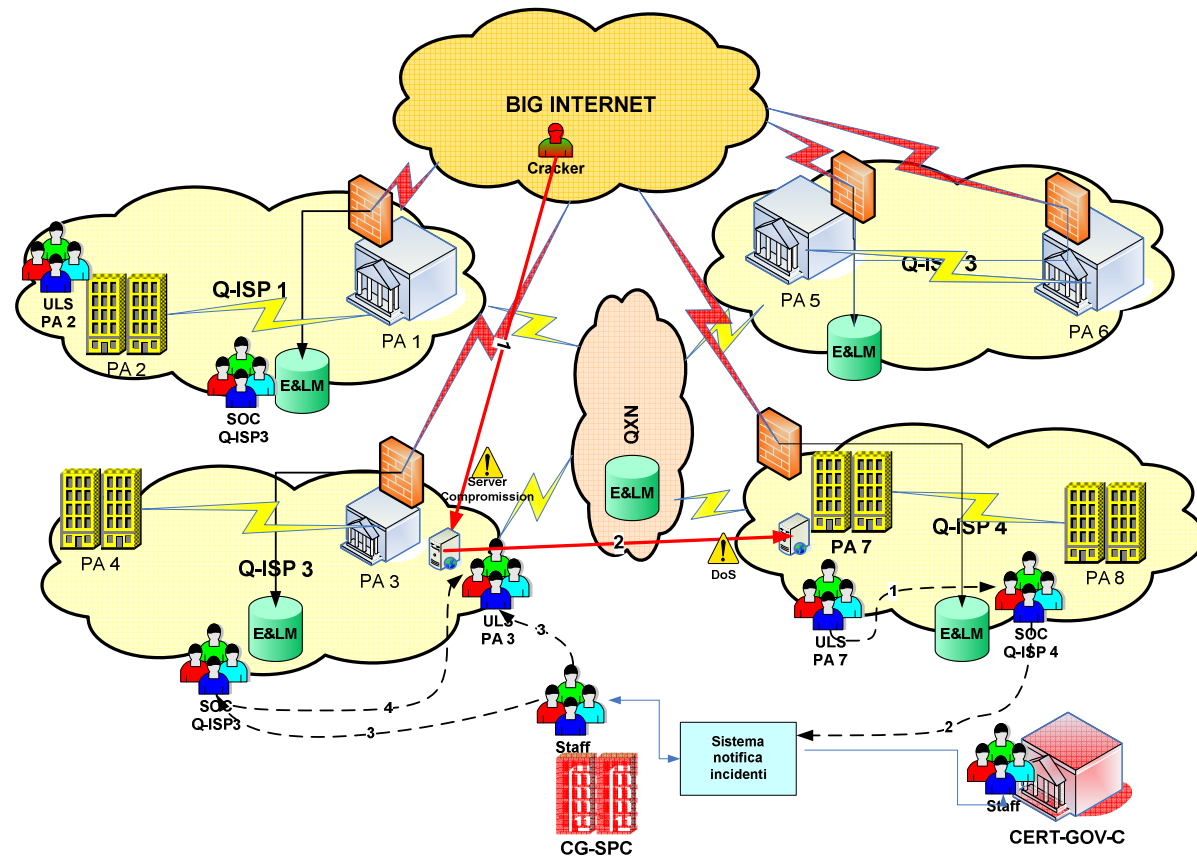 BIG INTERNET
Cracker
ULS
PA 2
PA 2
Q-ISP 1
PA 1
SOC
Q-ISP3
E&LM
1
PA 5
Q-ISP 3
PA 6
E&LM
QXN
E&LM
Server
Compromission
PA 4
Q-ISP 3
PA 3
E&LM
SOC
Q-ISP3
ULS
PA 3
2
DoS
PA 7
Q-ISP 4
PA 8
ULS
PA 7
1
E&LM
SOC
Q-ISP 4
3
4
3
2
Staff
CG-SPC
Sistema
notifica
incidenti
Staff
CERT-GOV-C